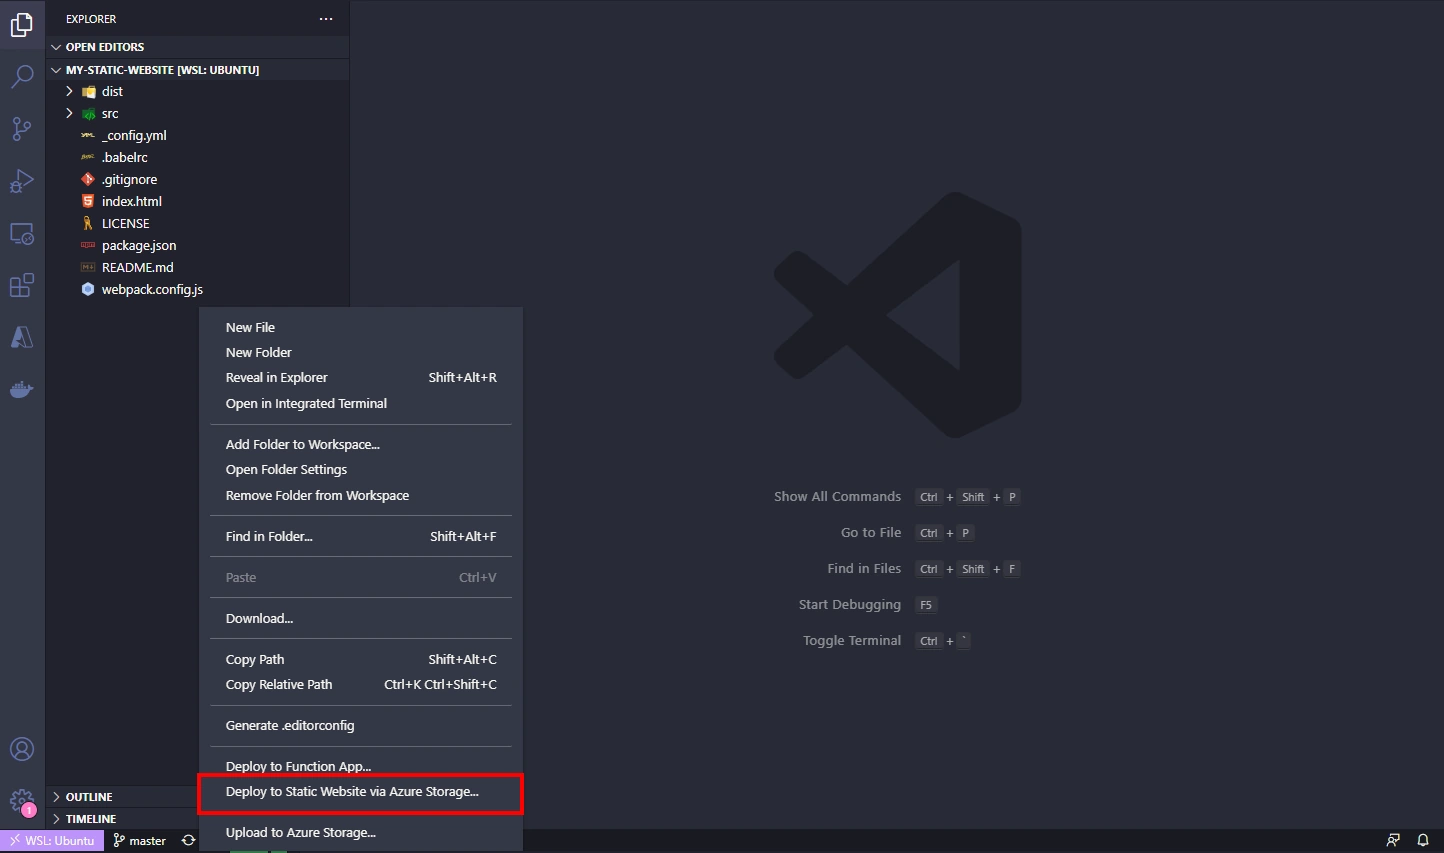 EXPLORER
OPEN EDITORS
MY-STATIC-WEBSITE [WSL: UBUNTU]
dist
src
_config.yml
.babelrc
.gitignore
index.html
LICENSE
package.json
README.md
webpack.config.js
New File
New Folder
Reveal in Explorer Shift+Alt+R
Open in Integrated Terminal
Add Folder to Workspace...
Open Folder Settings
Remove Folder from Workspace
Find in Folder... Shift+Alt+F
Paste Ctrl+V
Download...
Copy Path Shift+Alt+C
Copy Relative Path Ctrl+K Ctrl+Shift+C
Generate .editorconfig
Deploy to Function App...
Deploy to Static Website via Azure Storage...
Upload to Azure Storage...
Show All Commands Ctrl + Shift + P
Go to File Ctrl + P
Find in Files Ctrl + Shift + F
Start Debugging F5
Toggle Terminal Ctrl + `
1
OUTLINE
TIMELINE
WSL: Ubuntu master